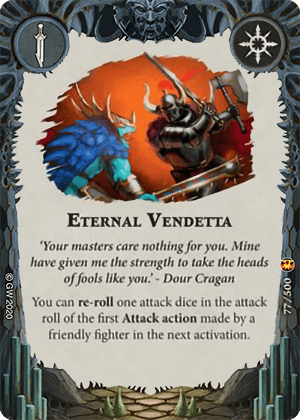 ETERNAL VENDETTA
'Your masters care nothing for you. Mine
have given me the strength to take the heads
of fools like you.' - Dour Cragan
You can re-roll one attack dice in the attack
roll of the first Attack action made by a
friendly fighter in the next activation.
© GW 2020
77/500